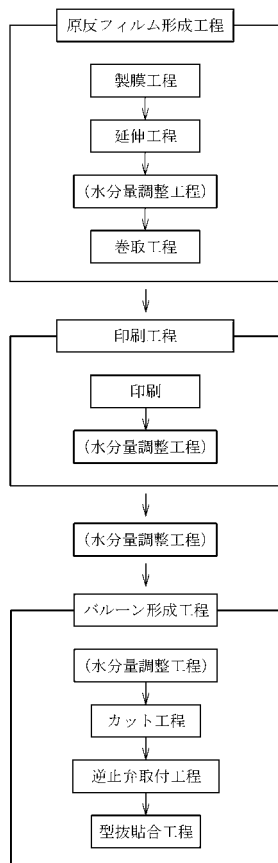 原反フィルム形成工程
製膜工程
延伸工程
(水分量調整工程)
巻取工程
印刷工程
印刷
(水分量調整工程)
(水分量調整工程)
バルーン形成工程
(水分量調整工程)
カット工程
逆止弁取付工程
型抜貼合工程